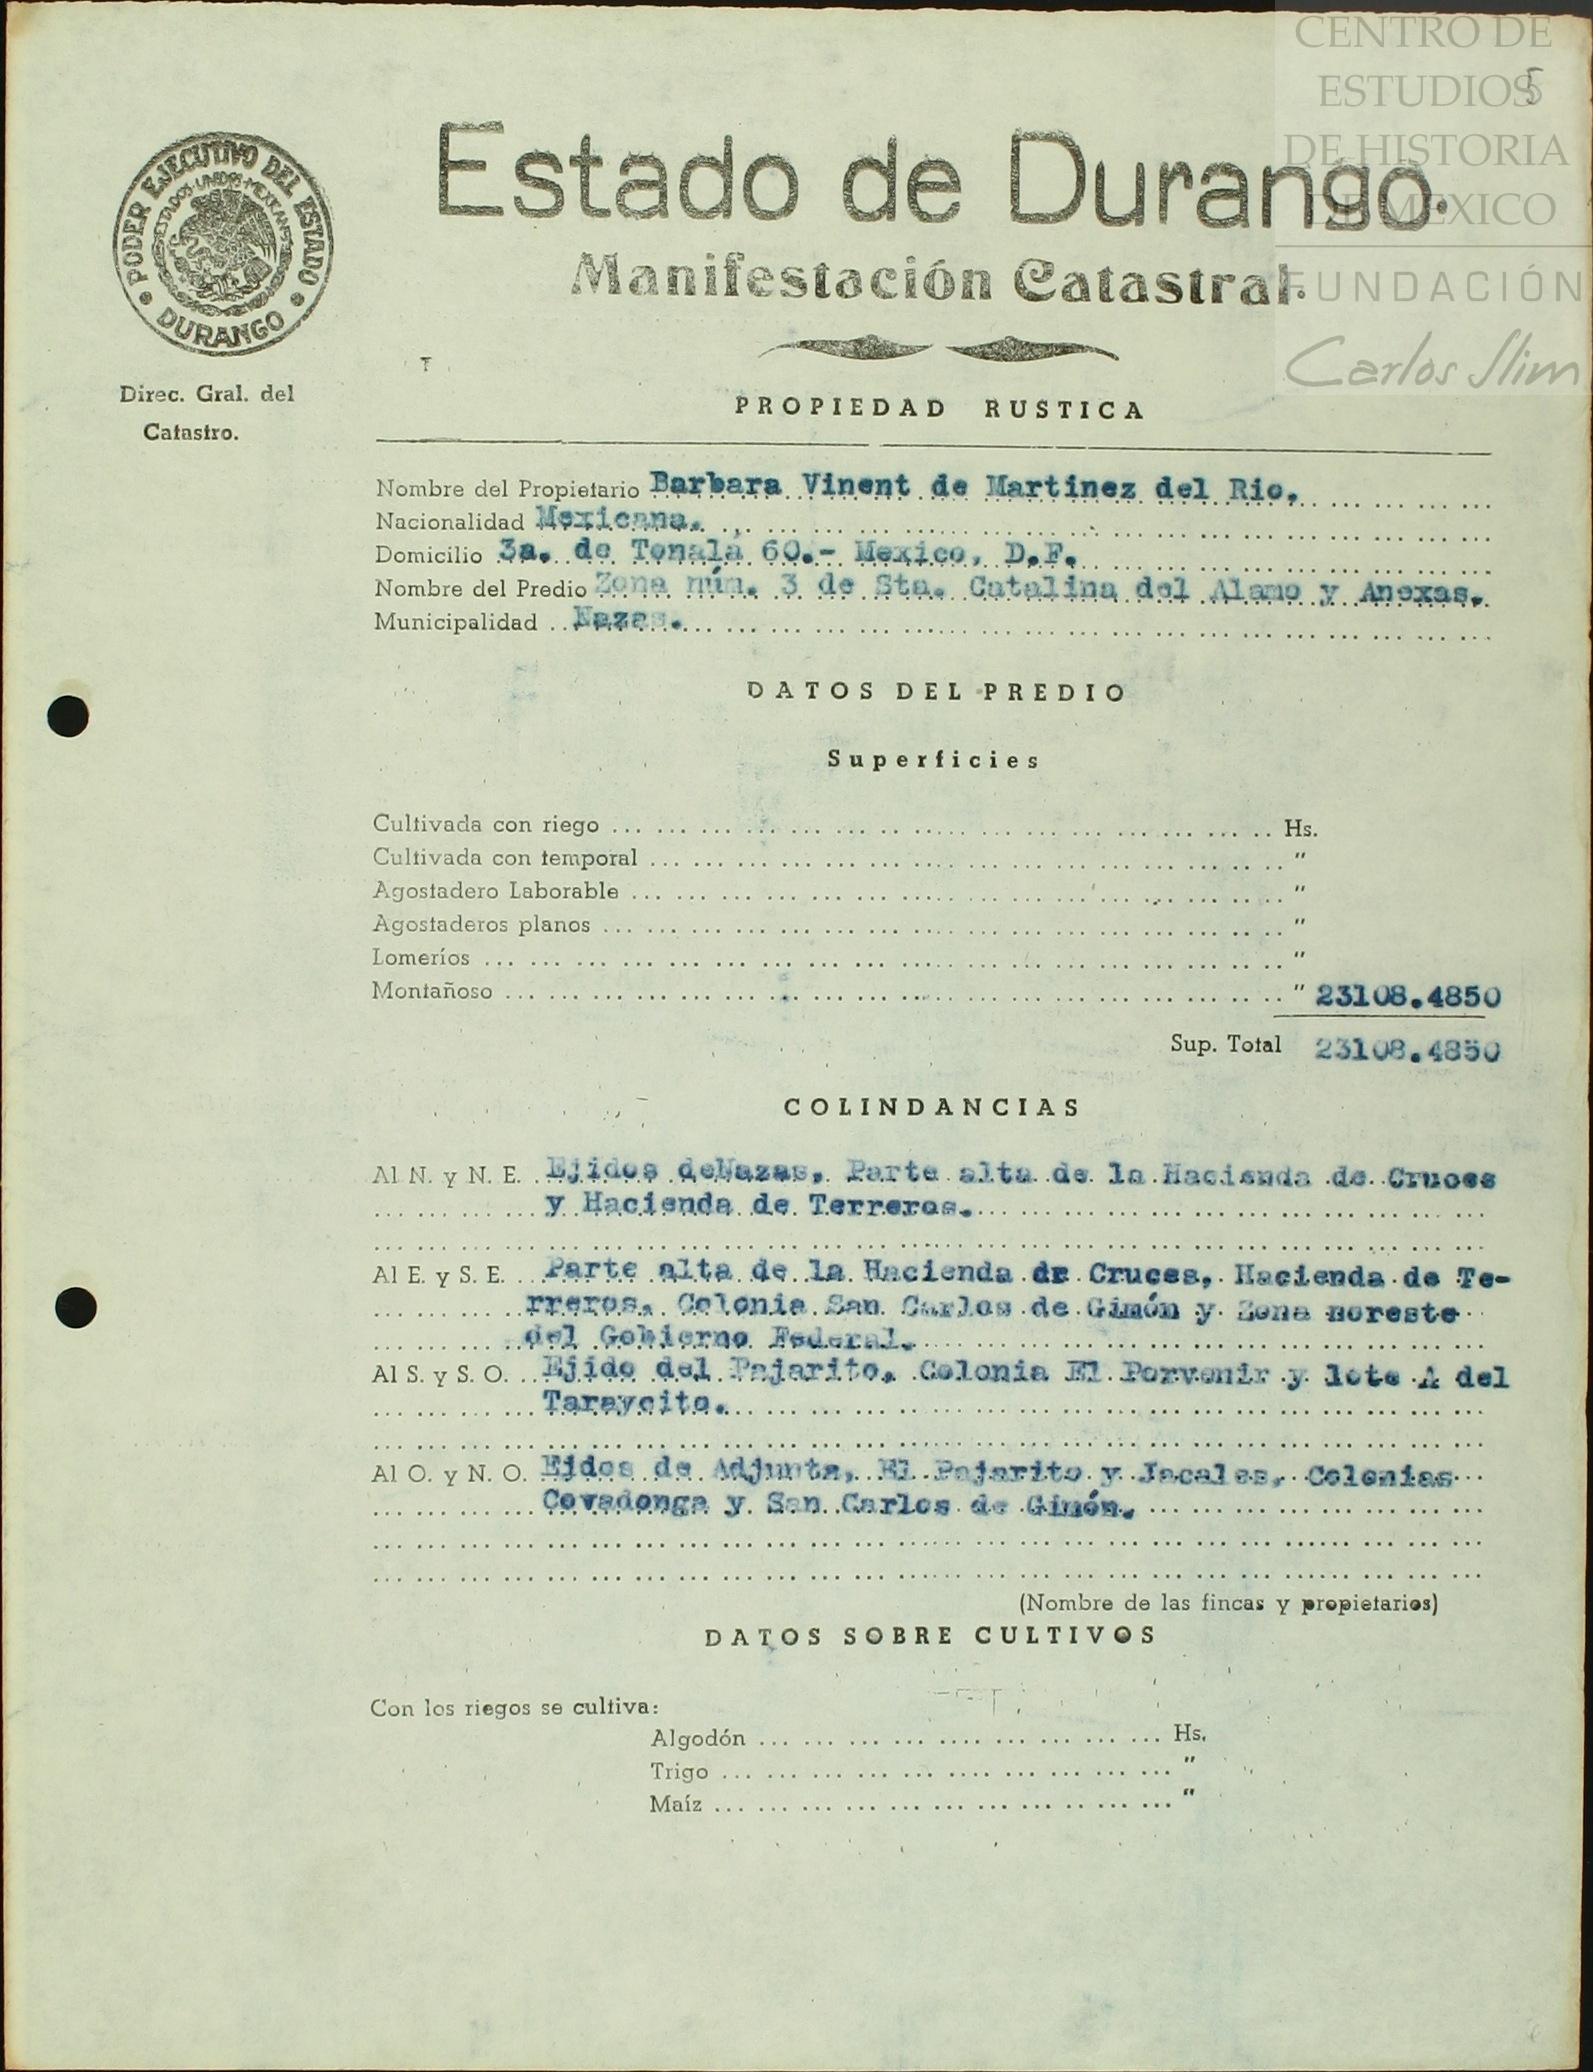 CENTRO DE
ESTUDIOS
DE HISTORIA
DE MEXICO
FUNDACIÓN
Carlos Slim
5
PODER EJECUTIVO DEL ESTADO
ESTADOS UNIDOS MEXICANOS
DURANGO
Estado de Durango.
Manifestación Catastral.
Direc. Gral. del
Catastro.
PROPIEDAD RUSTICA
Nombre del Propietario Barbara Vinent de Martinez del Rio.
Nacionalidad Mexicana.
Domicilio 3a. de Tonalá 60.- Mexico, D.F.
Nombre del Predio Zona núm. 3 de Sta. Catalina del Alamo y Anexas.
Municipalidad Nazas.
DATOS DEL PREDIO
Superficies
Cultivada con riego Hs.
Cultivada con temporal "
Agostadero Laborable "
Agostaderos planos "
Lomeríos "
Montañoso " 23108.4850
Sup. Total 23108.4850
COLINDANCIAS
Al N. y N. E. Ejidos deNazas, Parte alta de la Hacienda de Cruces
y Hacienda de Terreros.
Al E. y S. E. Parte alta de la Hacienda de Cruces, Hacienda de Te-
rreros, Colonia San Carlos de Gimón y Zona noreste
del Gobierno Federal.
Al S. y S. O. Ejido del Pajarito, Colonia El Porvenir y lote A del
Taraycito.
Al O. y N. O. Ejdos de Adjunta, El Pajarito y Jacales, Colonias
Covadonga y San Carlos de Gimón.
(Nombre de las fincas y propietarios)
DATOS SOBRE CULTIVOS
Con los riegos se cultiva:
Algodón Hs.
Trigo "
Maíz "